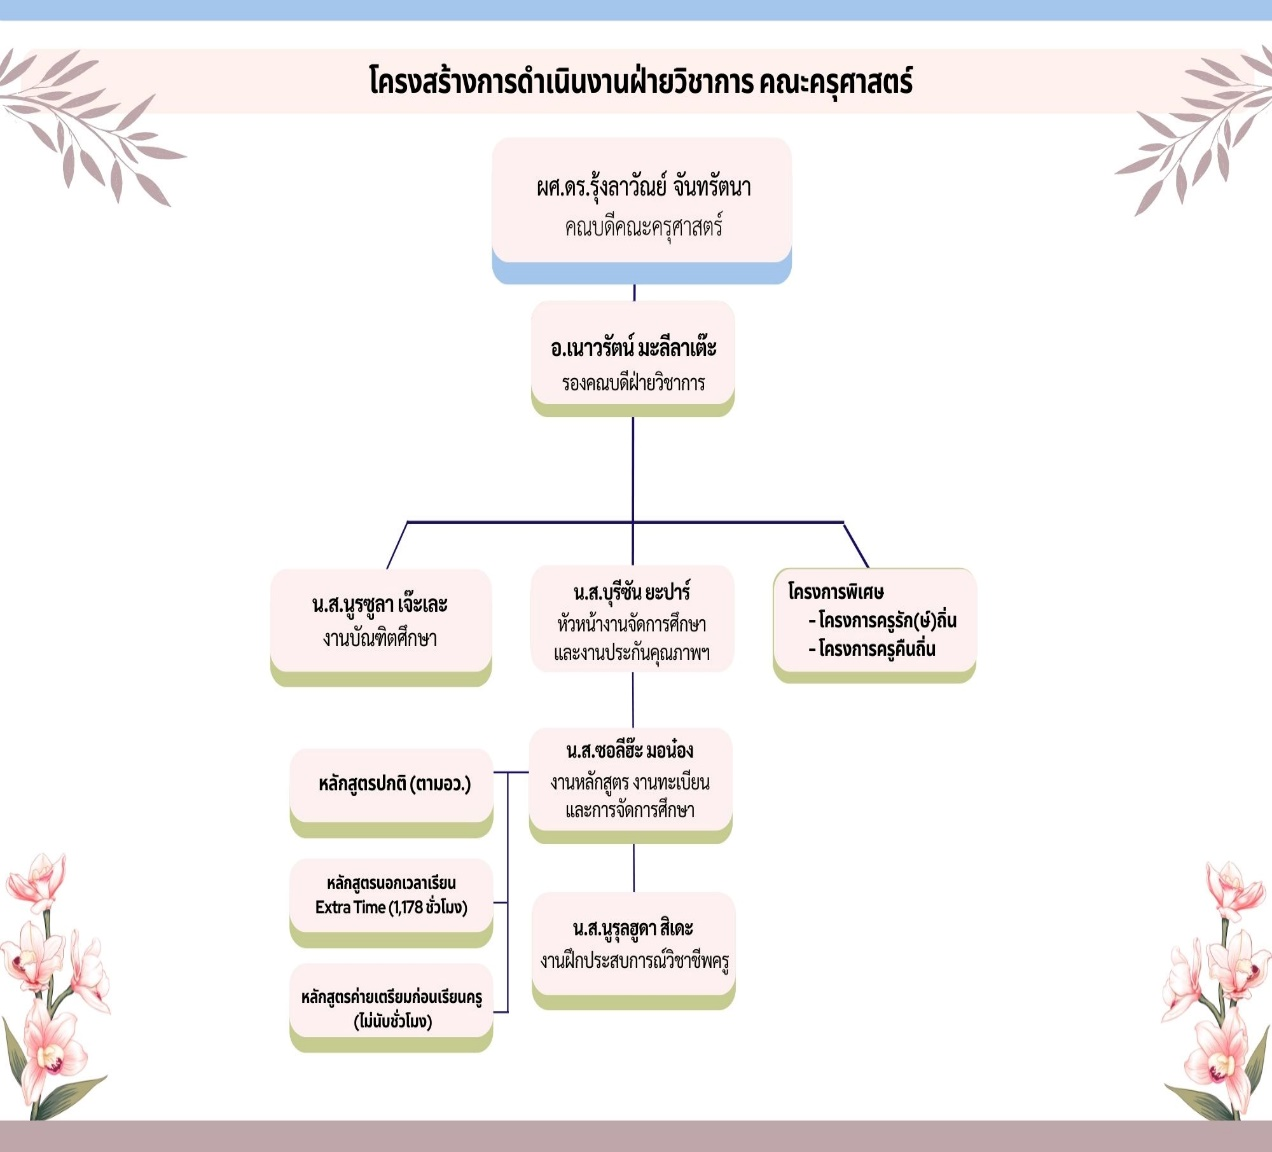 โครงสร้างการดำเนินงานฝ่ายวิชาการ คณะครุศาสตร์
ผศ.ดร.รุ้งลาวัณย์ จันทรัตนา
คณบดีคณะครุศาสตร์
อ.เนาวรัตน์ มะลีลาเต๊ะ
รองคณบดีฝ่ายวิชาการ
น.ส.นูรซูลา เจ๊ะเละ
งานบัณฑิตศึกษา
น.ส.บุรีซัน ยะปาร์
หัวหน้างานจัดการศึกษา
และงานประกันคุณภาพฯ
โครงการพิเศษ
- โครงการครูรัก(ษ์)ถิ่น
- โครงการครูคืนถิ่น
น.ส.ซอลีฮ๊ะ มอน๋อง
งานหลักสูตร งานทะเบียน
และการจัดการศึกษา
หลักสูตรปกติ (ตามอว.)
หลักสูตรนอกเวลาเรียน
Extra Time (1,178 ชั่วโมง)
หลักสูตรค่ายเตรียมก่อนเรียนครู
(ไม่นับชั่วโมง)
น.ส.นูรุลฮูดา สิเดะ
งานฝึกประสบการณ์วิชาชีพครู